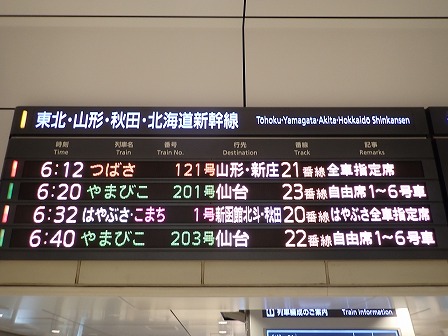 東北・山形・秋田・北海道新幹線 Tōhoku・Yamagata・Akita・Hokkaidō Shinkansen
時刻 列車名 番号 行先 番線 記事
Time Train Train No. Destination Track Remarks
6:12 つばさ 121号 山形・新庄 21番線 全車指定席
6:20 やまびこ 201号 仙台 23番線 自由席1~6号車
6:32 はやぶさ・こまち 1号 新函館北斗・秋田 20番線 はやぶさ全車指定席
6:40 やまびこ 203号 仙台 22番線 自由席1~6号車
列車編成のご案内 Train Information